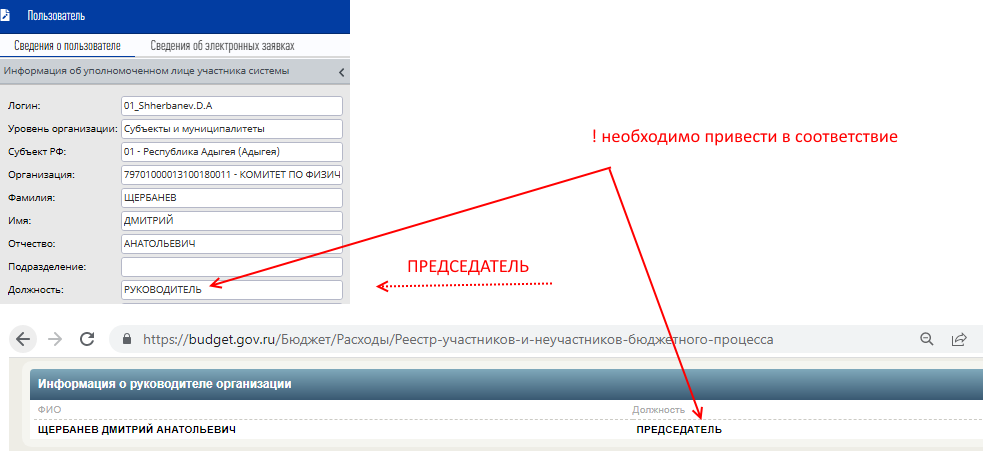 Пользователь
Сведения о пользователе Сведения об электронных заявках
Информация об уполномоченном лице участника системы
Логин: 01_Shherbanev.D.A
Уровень организации: Субъекты и муниципалитеты
Субъект РФ: 01 - Республика Адыгея (Адыгея)
Организация: 79701000013100180011 - КОМИТЕТ ПО ФИЗИЧ
Фамилия: ЩЕРБАНЕВ
Имя: ДМИТРИЙ
Отчество: АНАТОЛЬЕВИЧ
Подразделение:
Должность: РУКОВОДИТЕЛЬ
! необходимо привести в соответствие
ПРЕДСЕДАТЕЛЬ
https://budget.gov.ru/Бюджет/Расходы/Реестр-участников-и-неучастников-бюджетного-процесса
Информация о руководителе организации
ФИО Должность
ЩЕРБАНЕВ ДМИТРИЙ АНАТОЛЬЕВИЧ ПРЕДСЕДАТЕЛЬ